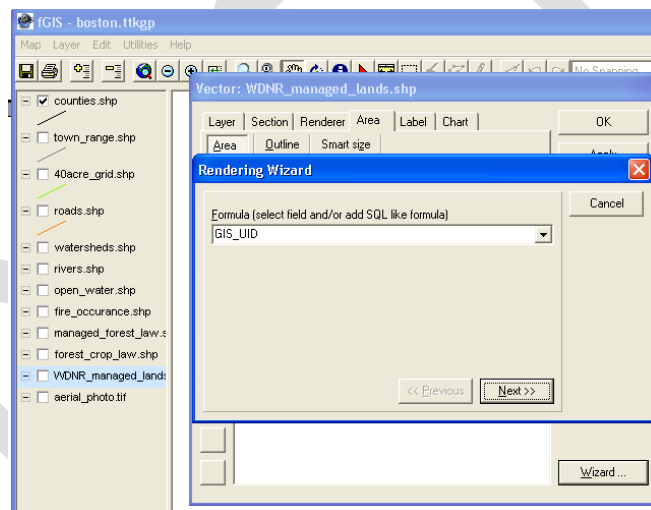 fGIS - boston.ttkgp
Map Layer Edit Utilities Help
No Snapping
Vector: WDNR_managed_lands.shp
Layer Section Renderer Area Label Chart
OK
Area Outline Smart size
Apply
Rendering Wizard
Formula (select field and/or add SQL like formula)
GIS_UID
Cancel
<< Previous
Next >>
Wizard ...
counties.shp
town_range.shp
40acre_grid.shp
roads.shp
watersheds.shp
rivers.shp
open_water.shp
fire_occurance.shp
managed_forest_law.s
forest_crop_law.shp
WDNR_managed_lands
aerial_photo.tif